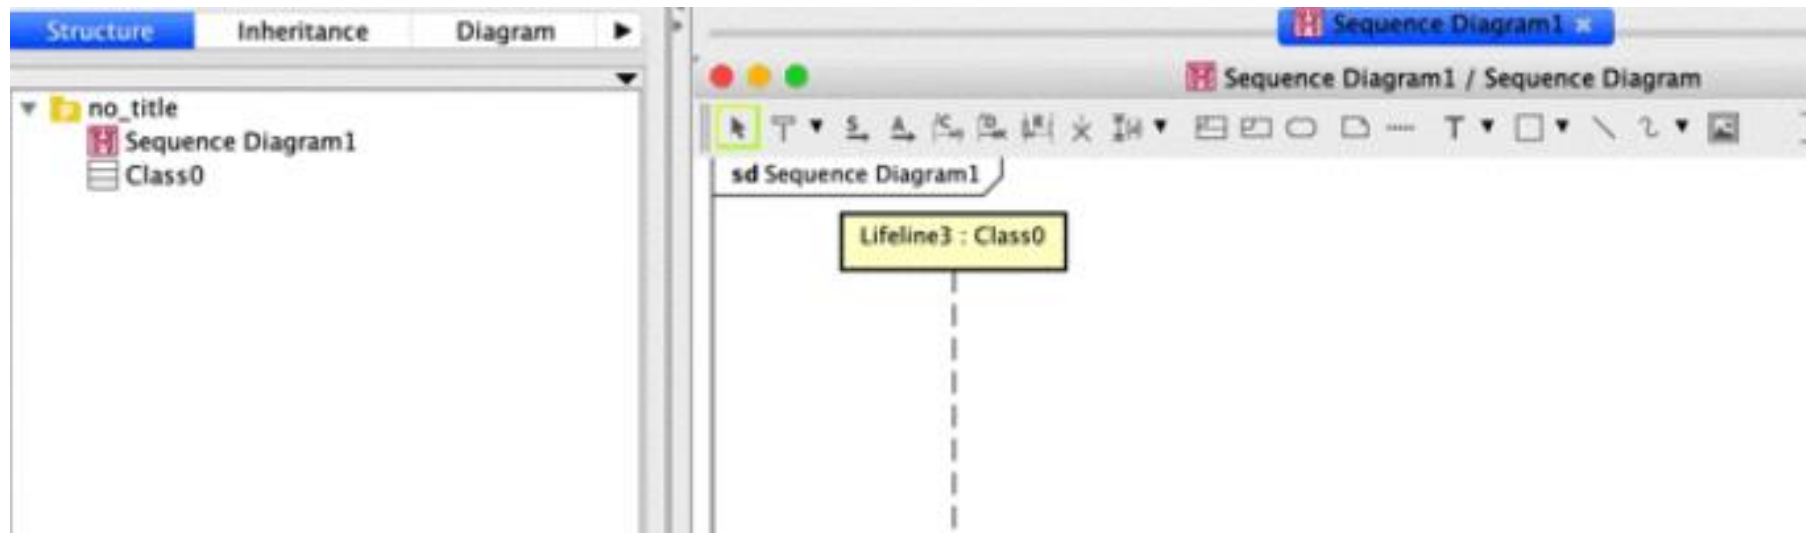 Structure Inheritance Diagram
no_title
Sequence Diagram1
Class0
Sequence Diagram1
Sequence Diagram1 / Sequence Diagram
T
sd Sequence Diagram1
Lifeline3 : Class0